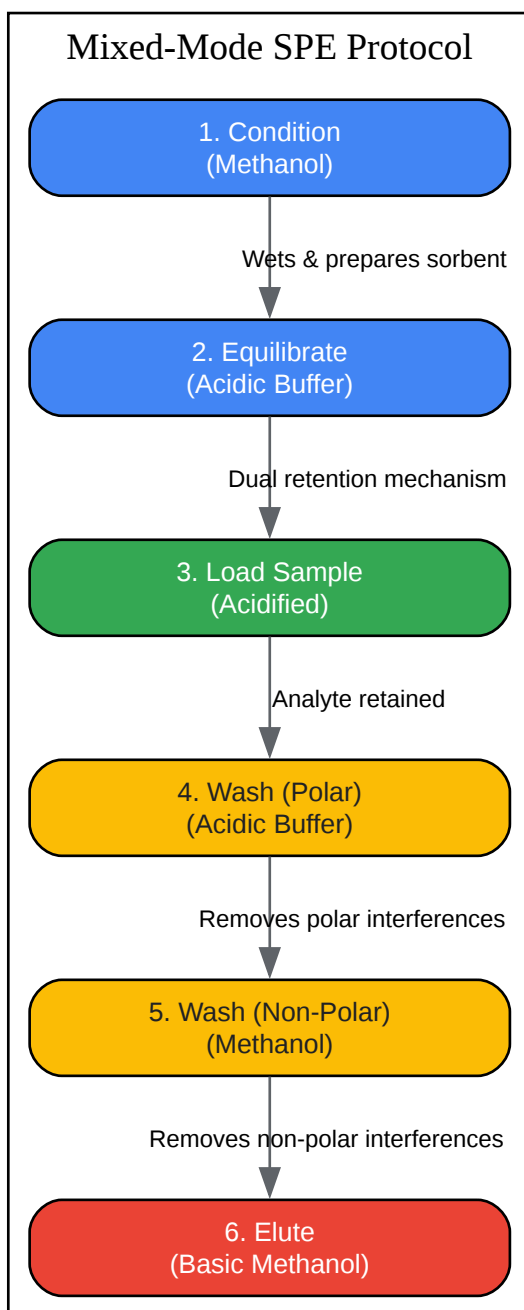 Mixed-Mode SPE Protocol
1. Condition
(Methanol)
Wets & prepares sorbent
2. Equilibrate
(Acidic Buffer)
Dual retention mechanism
3. Load Sample
(Acidified)
Analyte retained
4. Wash (Polar)
(Acidic Buffer)
Removes polar interferences
5. Wash (Non-Polar)
(Methanol)
Removes non-polar interferences
6. Elute
(Basic Methanol)